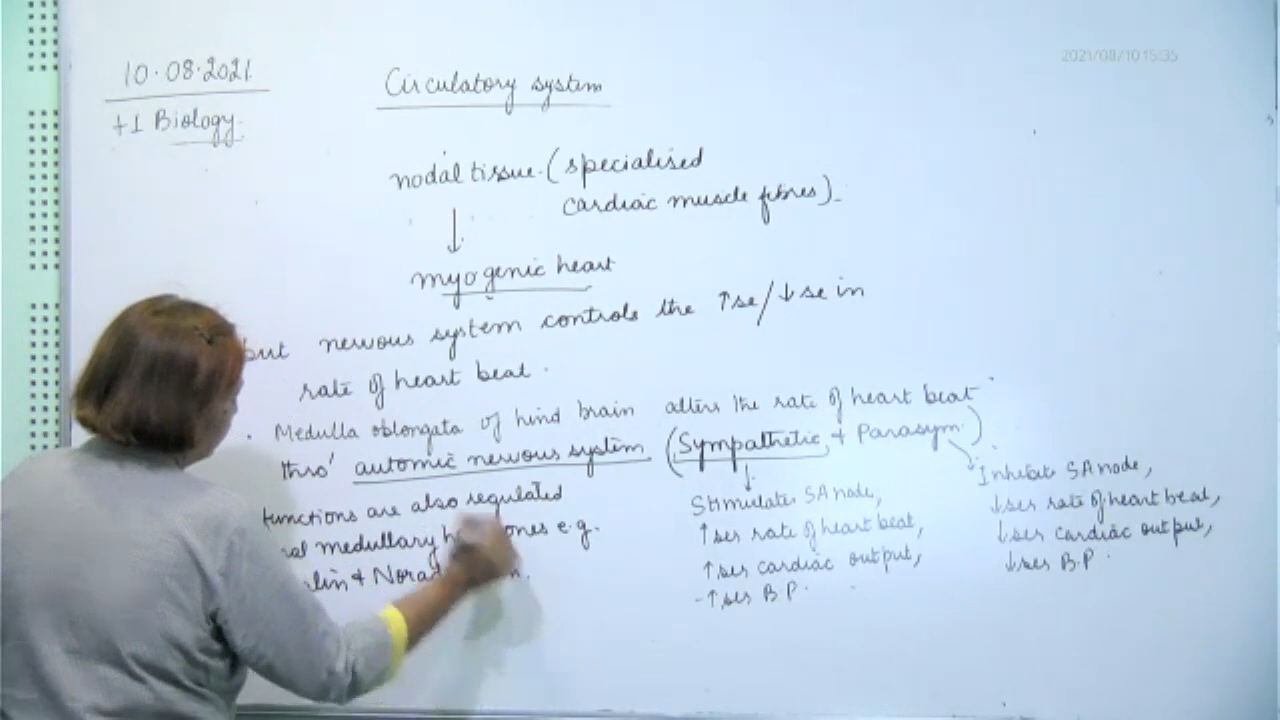 2021/08/10 15:35
10.08.2021.
+1 Biology.
Circulatory system
nodal tissue. (specialised
cardiac muscle fibres).
↓
myogenic heart
but nervous system controls the ↑se/↓se in
rate of heart beat.
. Medulla oblongata of hind brain alters the rate of heart beat
thro' automic nervous system (Sympathetic + Parasym.)
functions are also regulated
medullary e.g.
Stimulates SA node,
↑ses rate of heart beat,
↑ses cardiac output,
-↑ses B.P.
Inhibits SA node,
↓ses rate of heart beat,
↓ses cardiac output,
↓ses B.P.